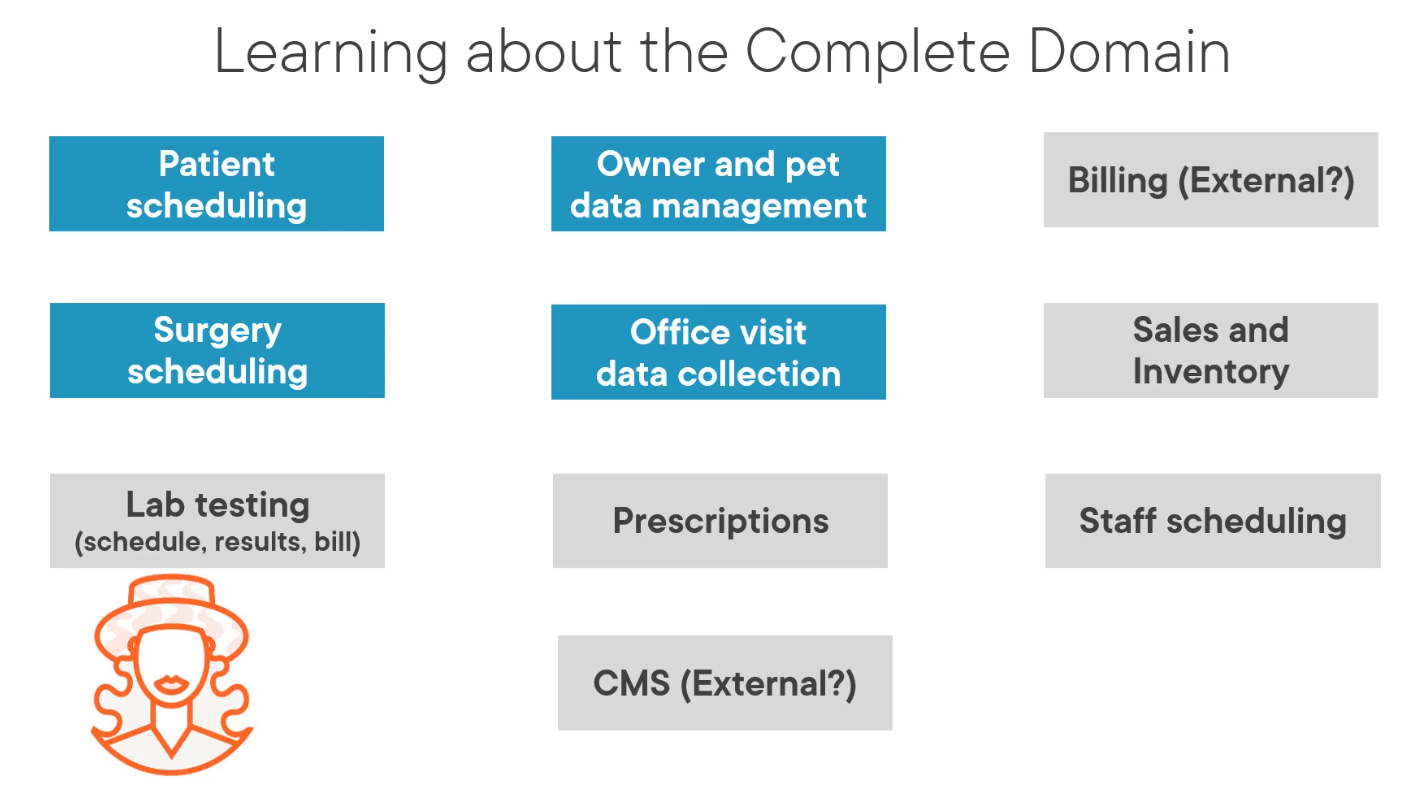 Learning about the Complete Domain
Patient
scheduling
Owner and pet
data management
Billing (External?)
Surgery
scheduling
Office visit
data collection
Sales and
Inventory
Lab testing
(schedule, results, bill)
Prescriptions
Staff scheduling
CMS (External?)